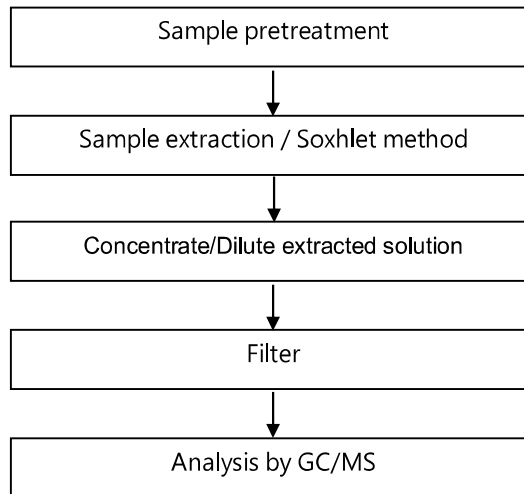 Sample pretreatment
Sample extraction / Soxhlet method
Concentrate/Dilute extracted solution
Filter
Analysis by GC/MS